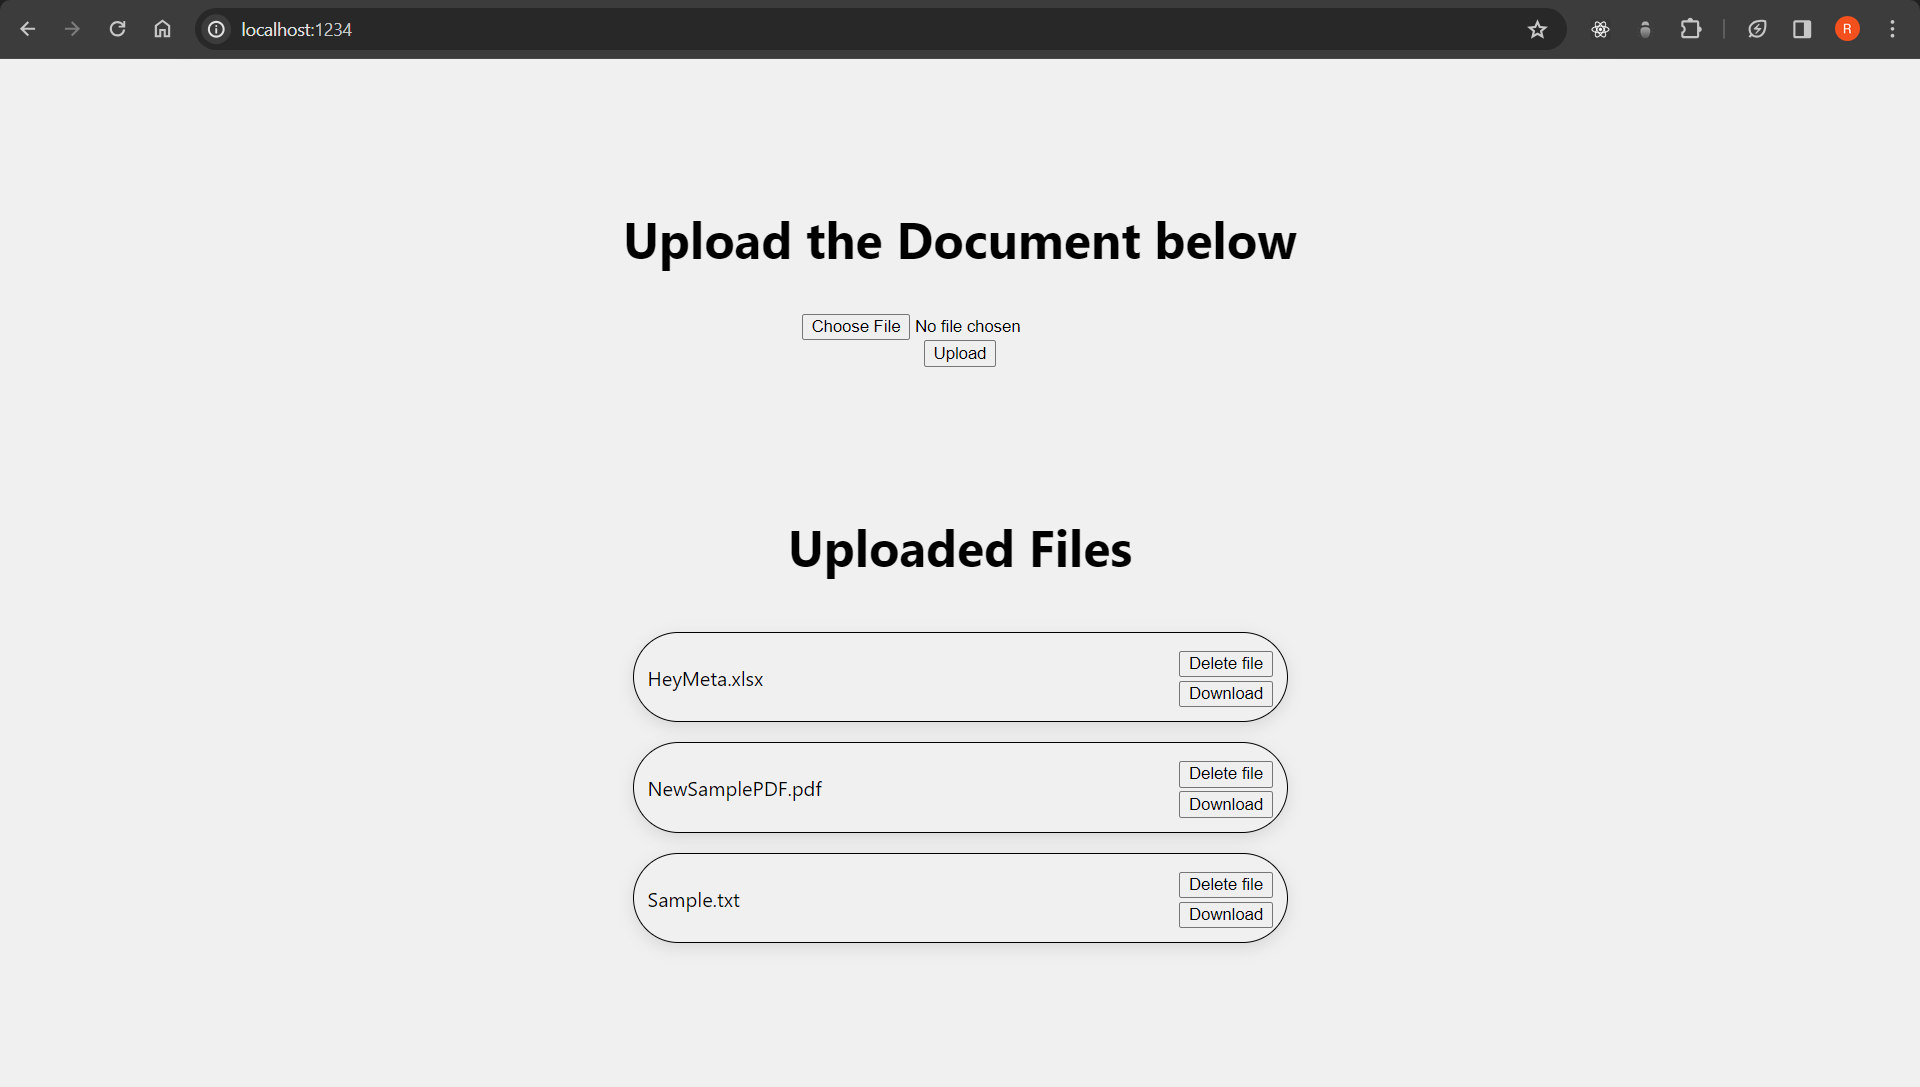 localhost:1234
R
Upload the Document below
Choose File No file chosen
Upload
Uploaded Files
HeyMeta.xlsx
Delete file
Download
NewSamplePDF.pdf
Delete file
Download
Sample.txt
Delete file
Download